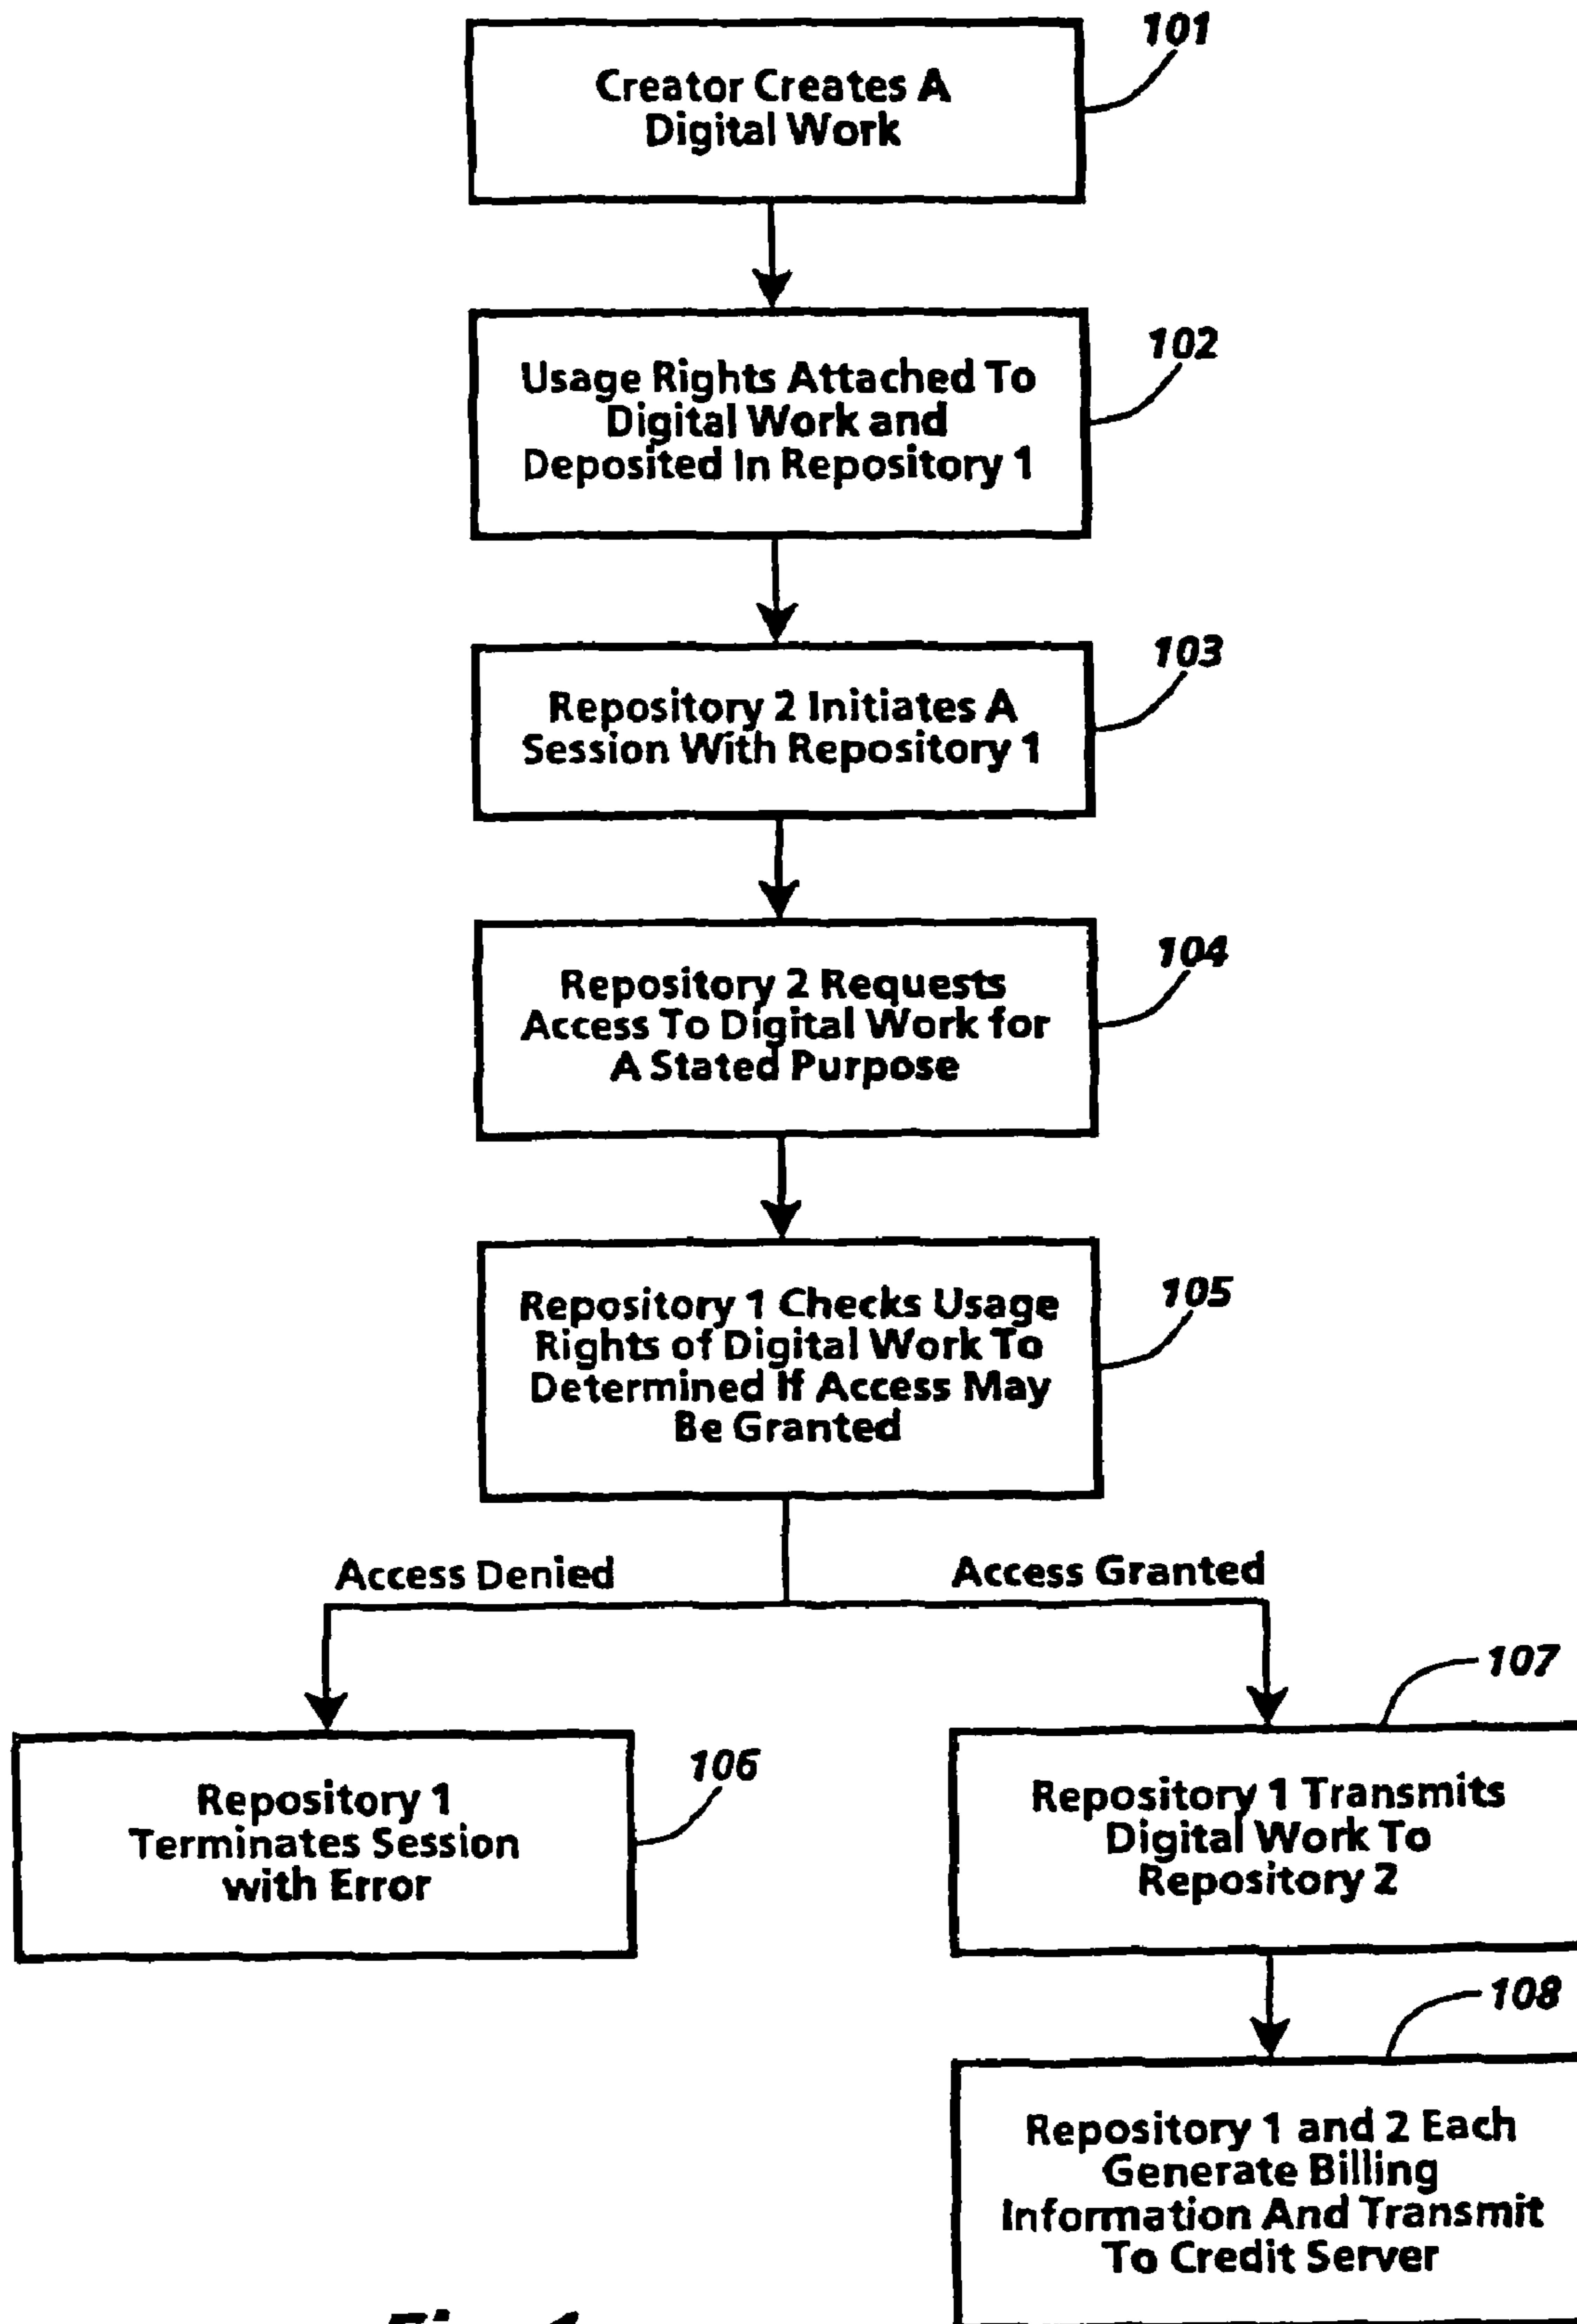 101
Creator Creates A
Digital Work
102
Usage Rights Attached To
Digital Work and
Deposited In Repository 1
103
Repository 2 Initiates A
Session With Repository 1
104
Repository 2 Requests
Access To Digital Work for
A Stated Purpose
105
Repository 1 Checks Usage
Rights of Digital Work To
Determined If Access May
Be Granted
Access Denied
Access Granted
106
Repository 1
Terminates Session
with Error
107
Repository 1 Transmits
Digital Work To
Repository 2
108
Repository 1 and 2 Each
Generate Billing
Information And Transmit
To Credit Server